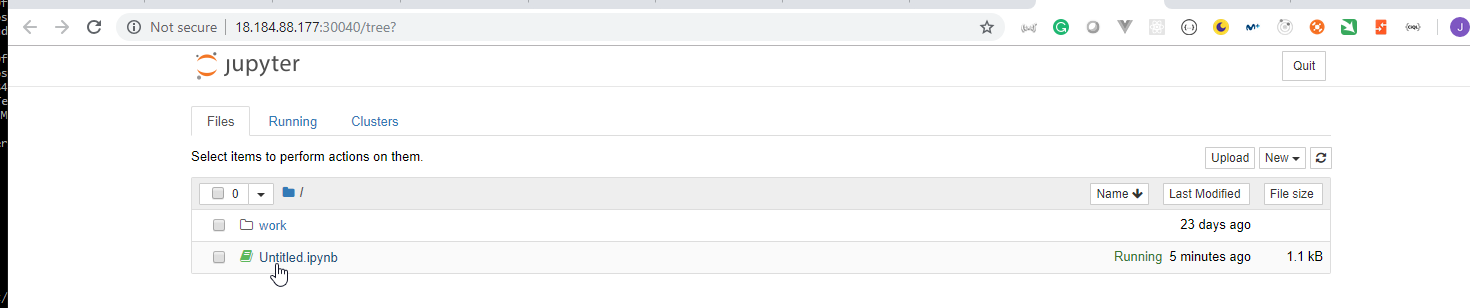 Not secure | 18.184.88.177:30040/tree?
jupyter
Quit
Files Running Clusters
Select items to perform actions on them.
Upload New
0 / Name Last Modified File size
work 23 days ago
Untitled.ipynb Running 5 minutes ago 1.1 kB
J